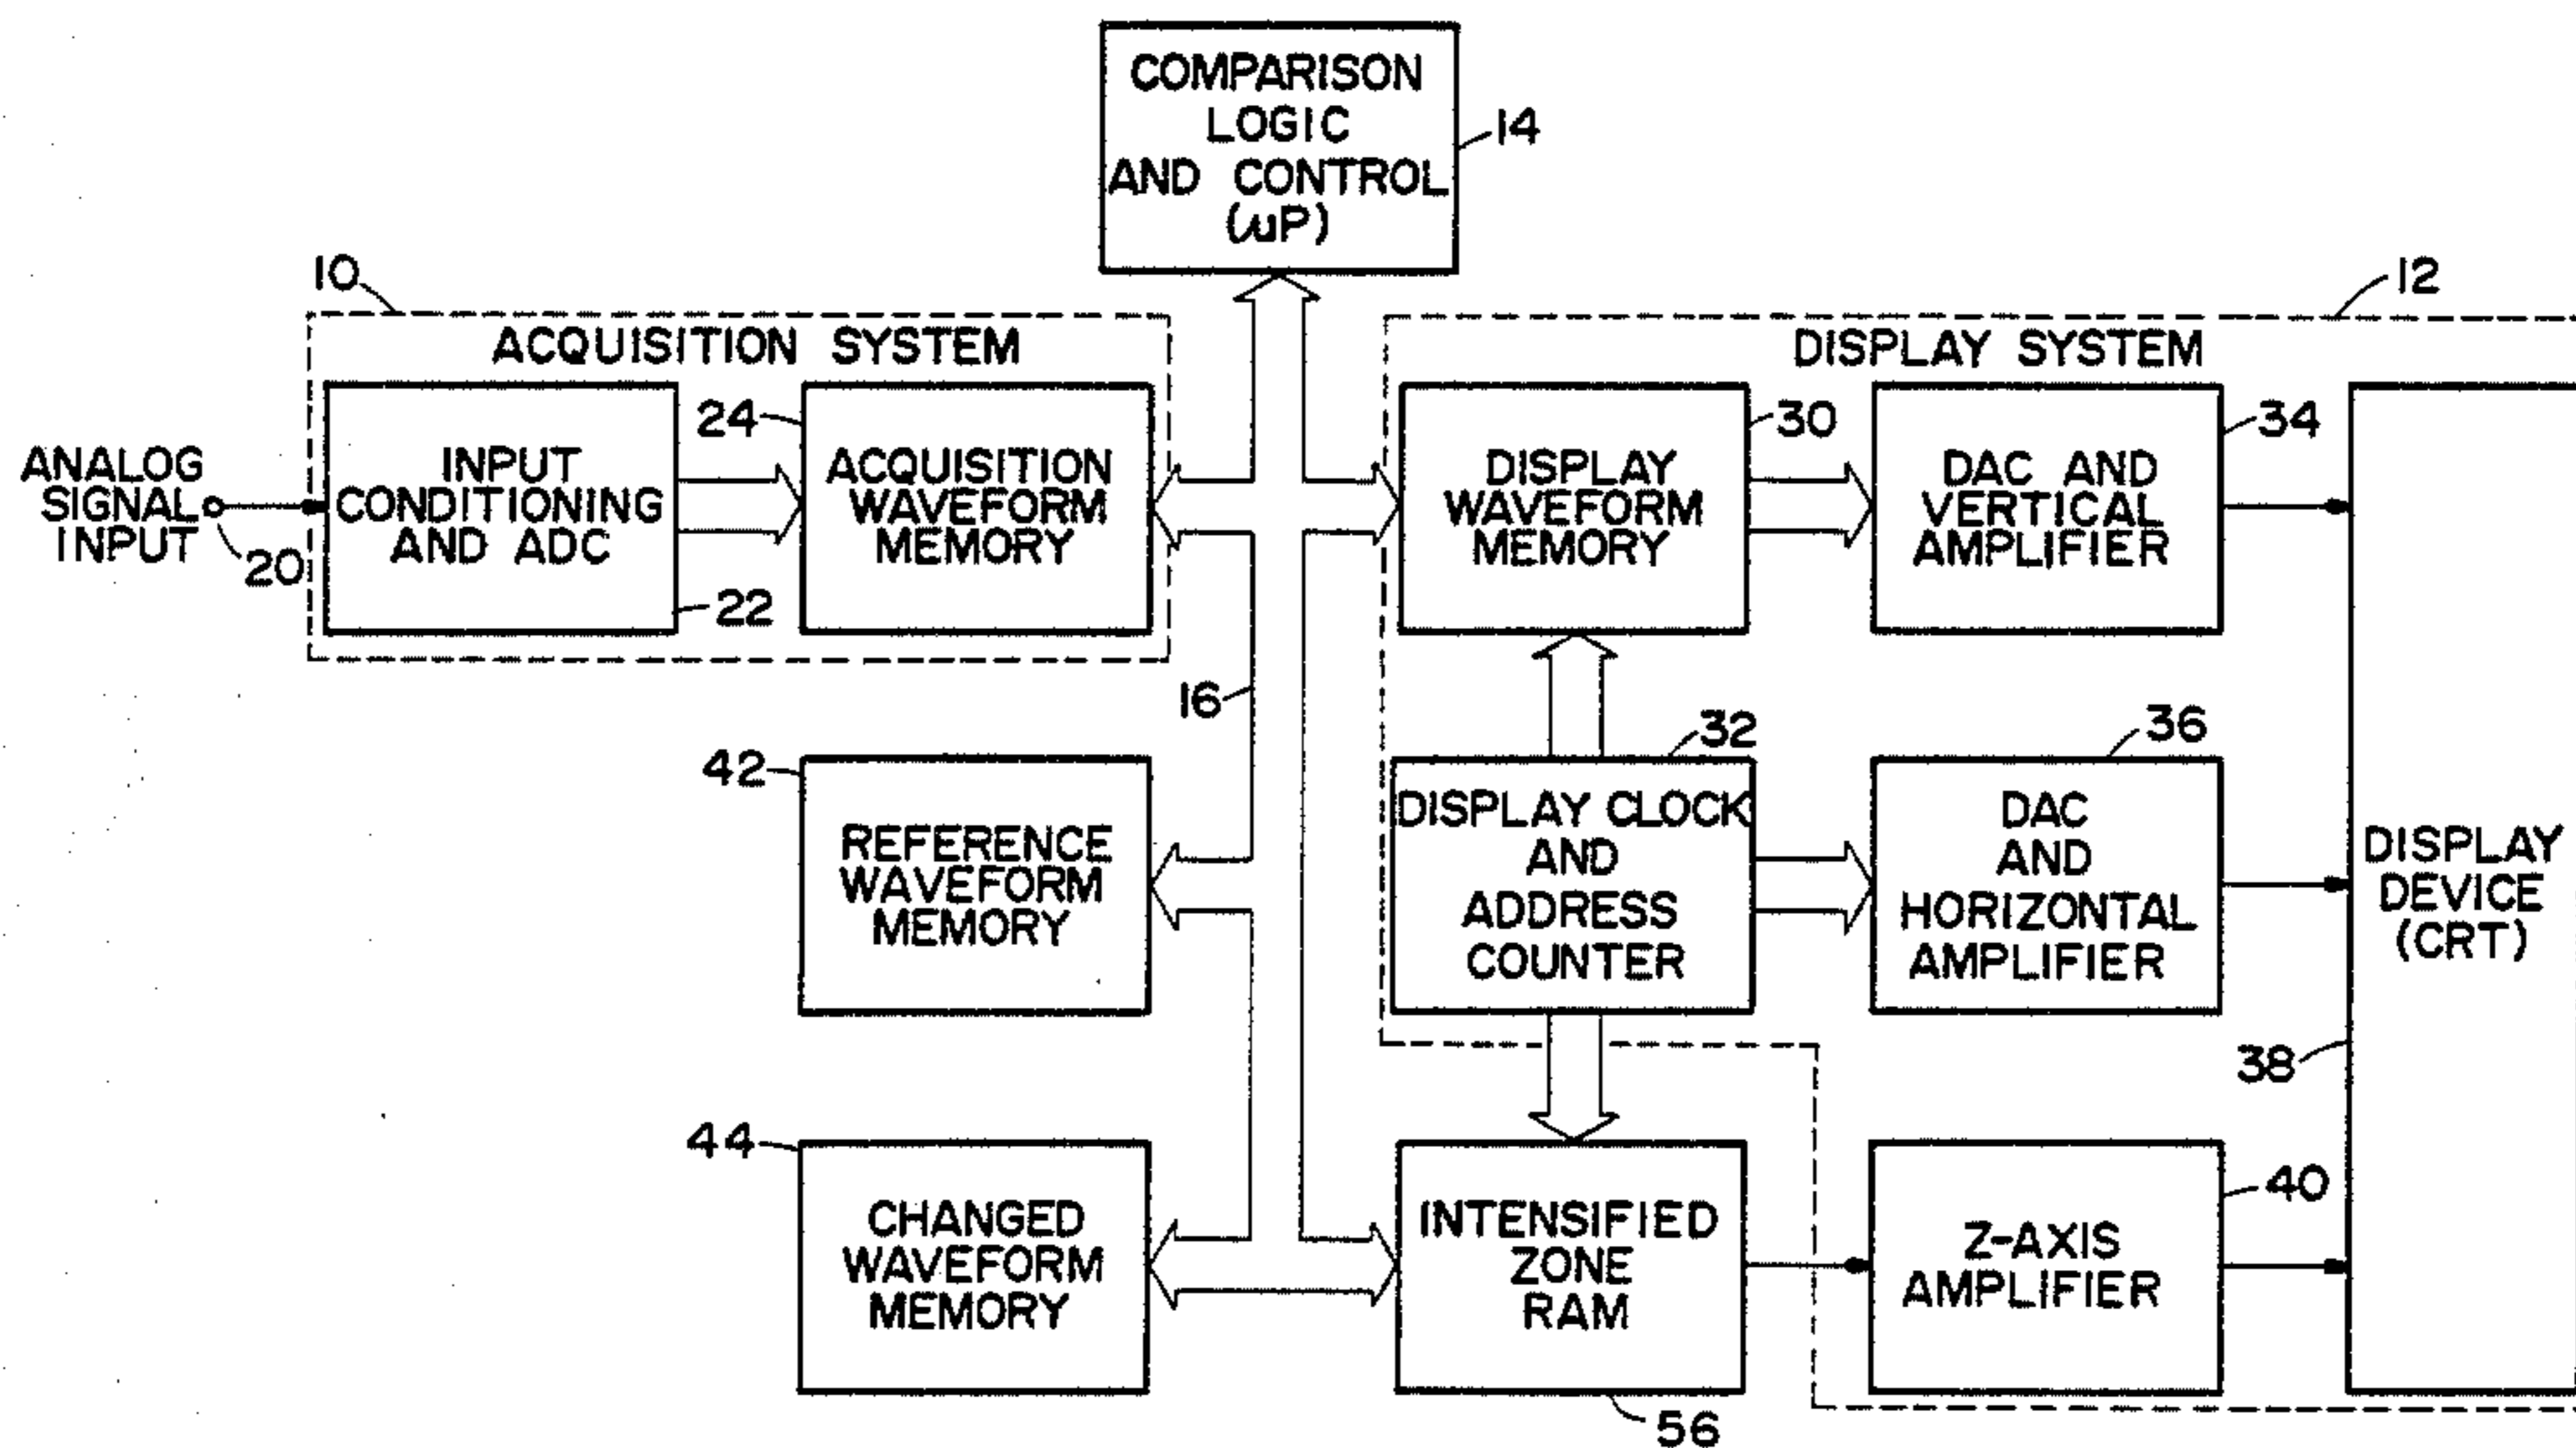 COMPARISON
LOGIC
AND CONTROL
(µP)
14
10
ACQUISITION SYSTEM
12
DISPLAY SYSTEM
ANALOG
SIGNAL
INPUT
20
INPUT
CONDITIONING
AND ADC
22
24
ACQUISITION
WAVEFORM
MEMORY
16
30
DISPLAY
WAVEFORM
MEMORY
34
DAC AND
VERTICAL
AMPLIFIER
42
REFERENCE
WAVEFORM
MEMORY
32
DISPLAY CLOCK
AND
ADDRESS
COUNTER
36
DAC
AND
HORIZONTAL
AMPLIFIER
DISPLAY
DEVICE
(CRT)
38
44
CHANGED
WAVEFORM
MEMORY
INTENSIFIED
ZONE
RAM
56
40
Z-AXIS
AMPLIFIER